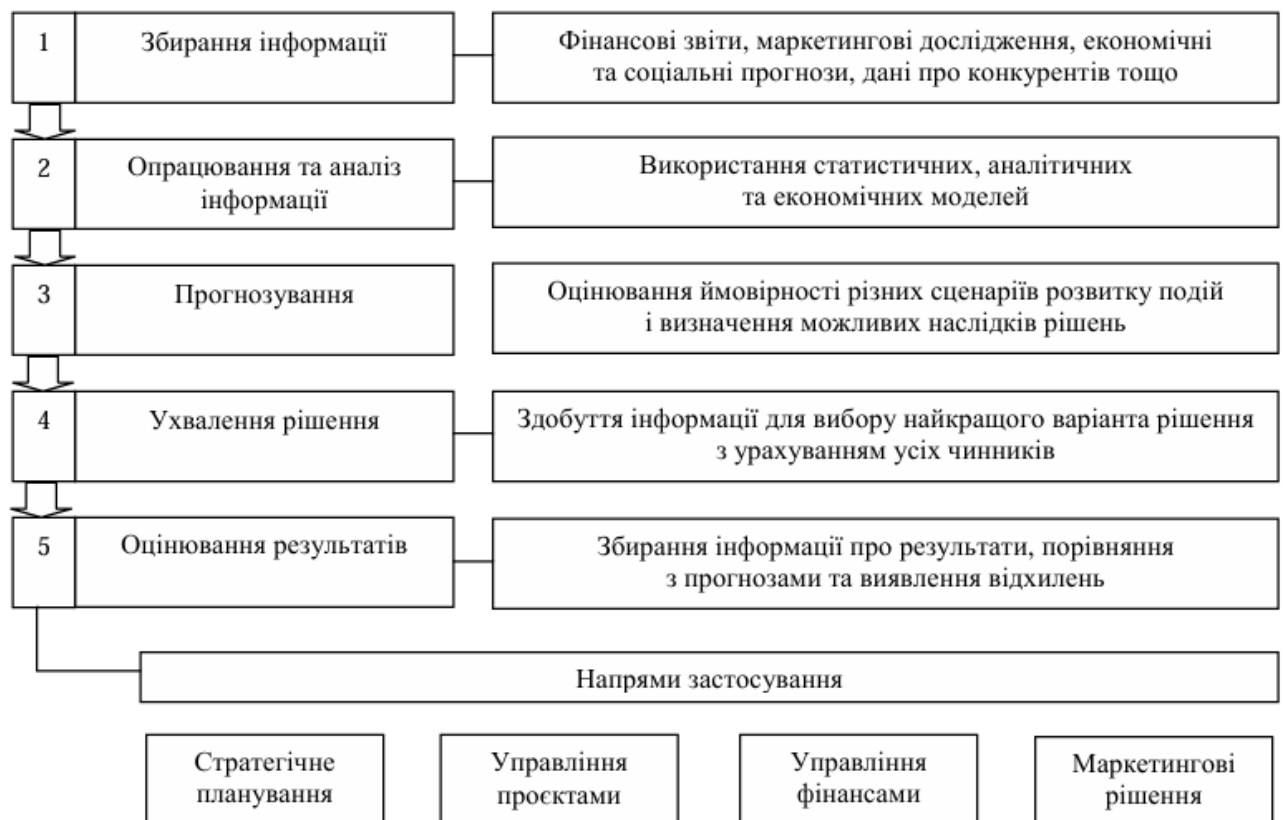 1
Збирання інформації
Фінансові звіти, маркетингові дослідження, економічні
та соціальні прогнози, дані про конкурентів тощо
2
Опрацювання та аналіз
інформації
Використання статистичних, аналітичних
та економічних моделей
3
Прогнозування
Оцінювання ймовірності різних сценаріїв розвитку подій
і визначення можливих наслідків рішень
4
Ухвалення рішення
Здобуття інформації для вибору найкращого варіанта рішення
з урахуванням усіх чинників
5
Оцінювання результатів
Збирання інформації про результати, порівняння
з прогнозами та виявлення відхилень
Напрями застосування
Стратегічне
планування
Управління
проєктами
Управління
фінансами
Маркетингові
рішення